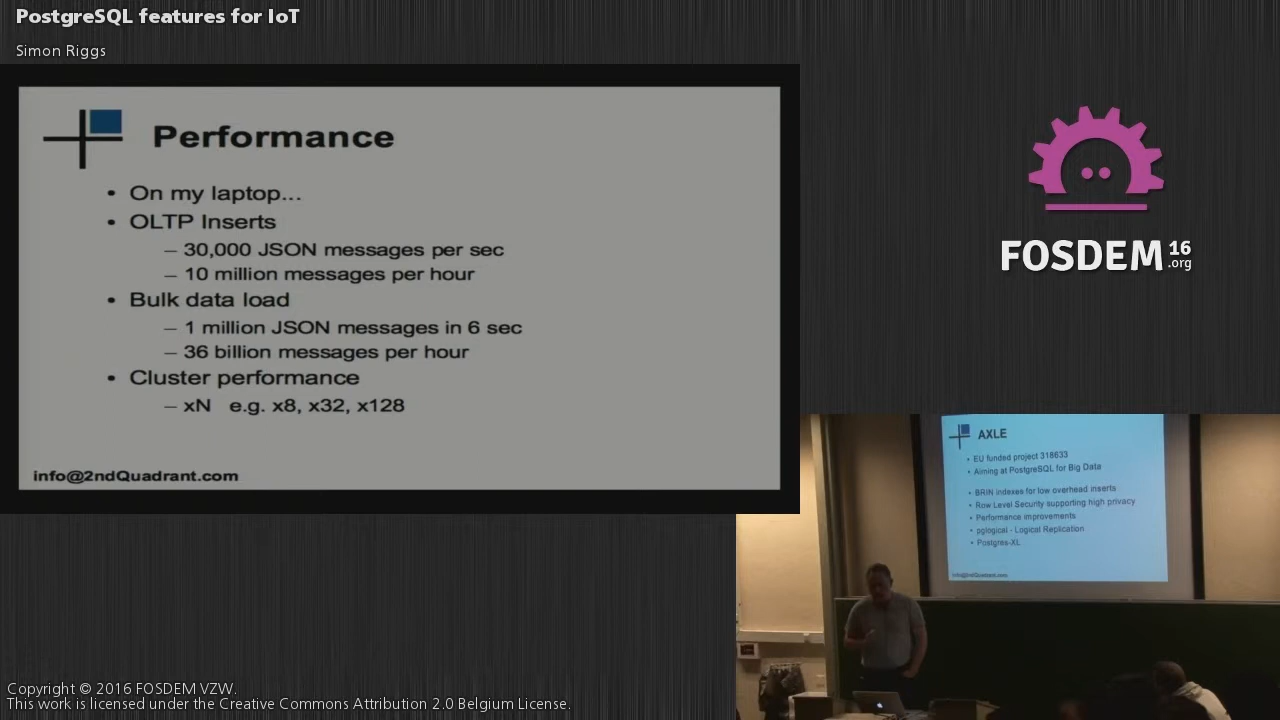 PostgreSQL features for IoT
Simon Riggs
Performance
• On my laptop...
• OLTP Inserts
– 30,000 JSON messages per sec
– 10 million messages per hour
• Bulk data load
– 1 million JSON messages in 6 sec
– 36 billion messages per hour
• Cluster performance
– xN e.g. x8, x32, x128
info@2ndQuadrant.com
FOSDEM 16
.org
AXLE
• EU funded project 318633
• Aiming at PostgreSQL for Big Data
• BRIN indexes for low overhead inserts
• Row Level Security supporting high privacy
• Performance improvements
• pglogical - Logical Replication
• Postgres-XL
info@2ndQuadrant.com
Copyright © 2016 FOSDEM VZW.
This work is licensed under the Creative Commons Attribution 2.0 Belgium License.